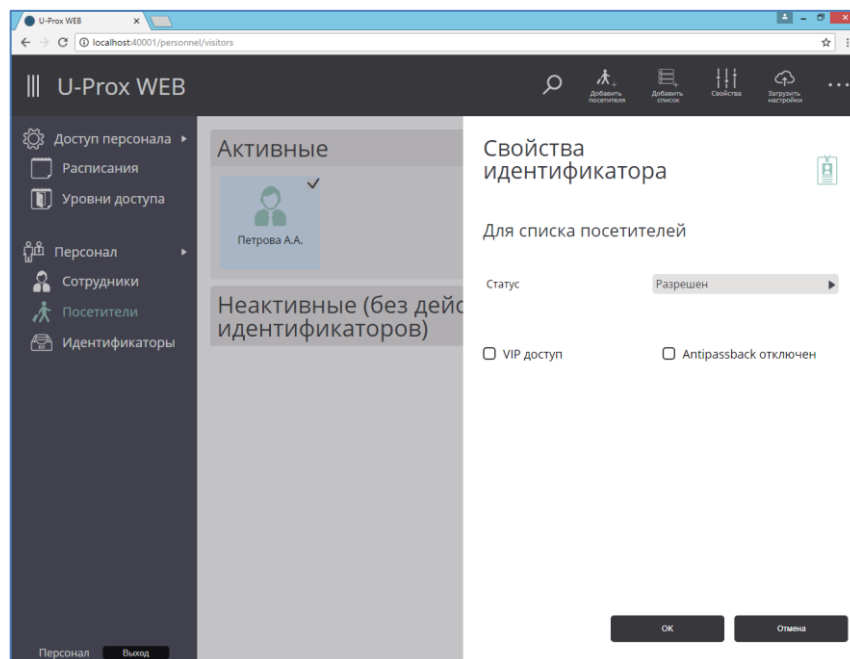 U-Prox WEB
localhost:40001/personnel/visitors
U-Prox WEB
Добавить
посетителя
Добавить
список
Свойства
Загрузить
настройки
Доступ персонала
Расписания
Уровни доступа
Персонал
Сотрудники
Посетители
Идентификаторы
Персонал
Выход
Активные
Петрова А.А.
Неактивные (без дейс
идентификаторов)
Свойства
идентификатора
Для списка посетителей
Статус
Разрешен
VIP доступ
Antipassback отключен
ОК
Отмена